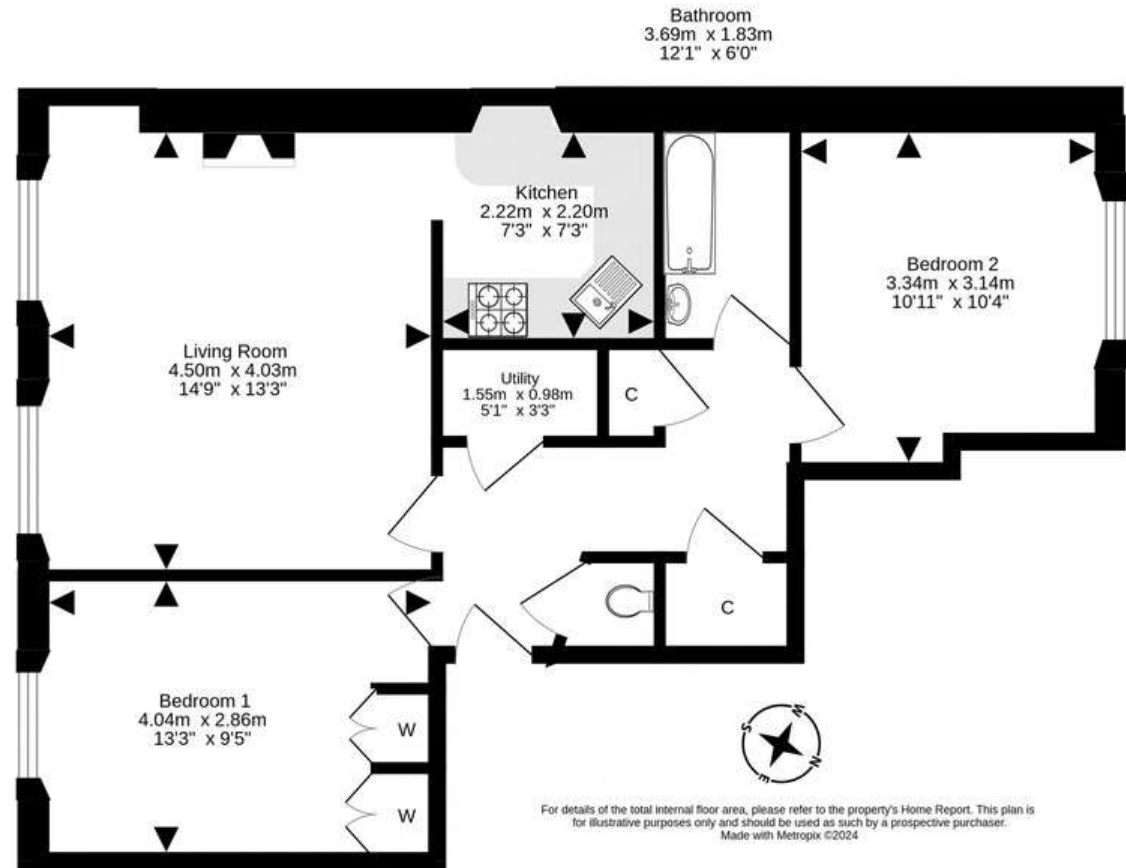 Bathroom
3.69m x 1.83m
12'1" x 6'0"
Kitchen
2.22m x 2.20m
7'3" x 7'3"
Bedroom 2
3.34m x 3.14m
10'11" x 10'4"
Living Room
4.50m x 4.03m
14'9" x 13'3"
Utility
1.55m x 0.98m
5'1" x 3'3"
C
C
Bedroom 1
4.04m x 2.86m
13'3" x 9'5"
W
W
W
S
N
E
For details of the total internal floor area, please refer to the property's Home Report. This plan is
for illustrative purposes only and should be used as such by a prospective purchaser.
Made with Metropix ©2024